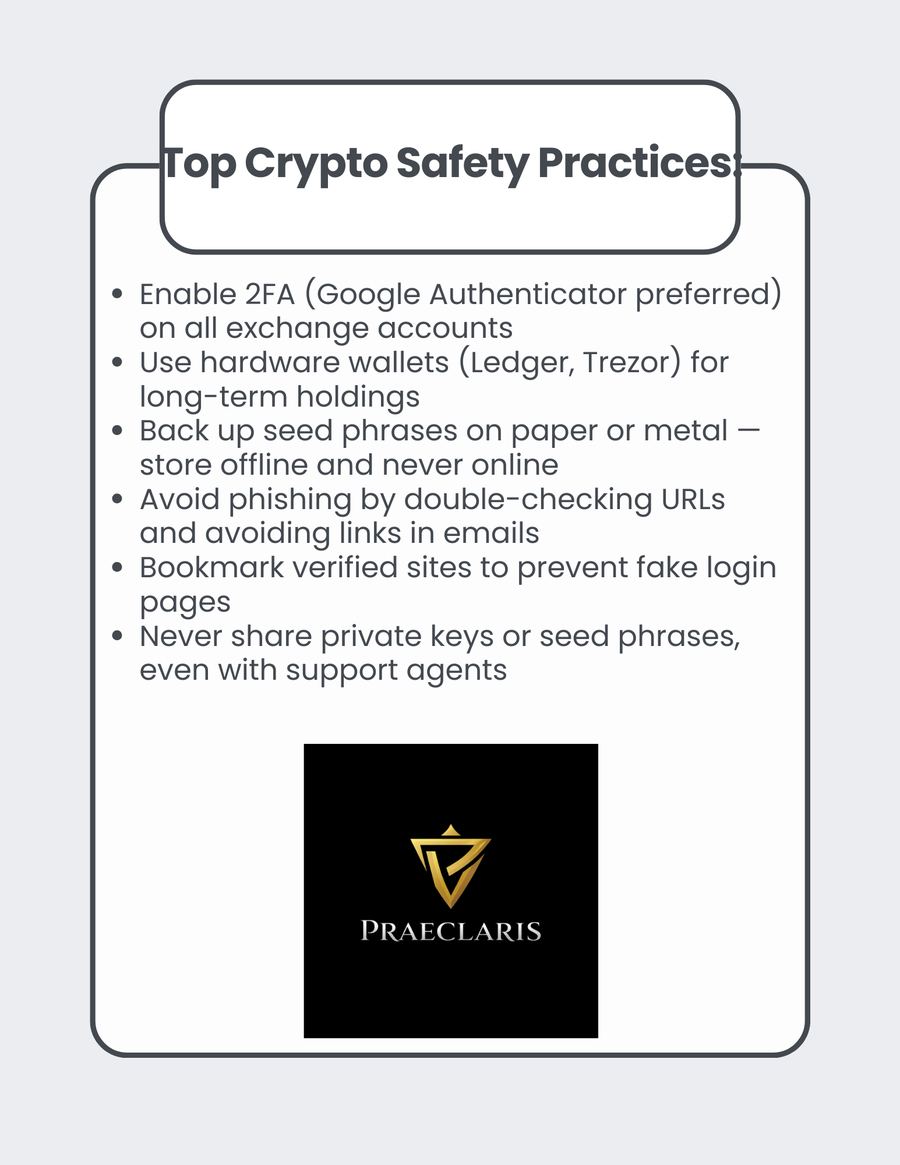 Top Crypto Safety Practices:
• Enable 2FA (Google Authenticator preferred)
on all exchange accounts
• Use hardware wallets (Ledger, Trezor) for
long-term holdings
• Back up seed phrases on paper or metal —
store offline and never online
• Avoid phishing by double-checking URLs
and avoiding links in emails
• Bookmark verified sites to prevent fake login
pages
• Never share private keys or seed phrases,
even with support agents
PRAECLARIS